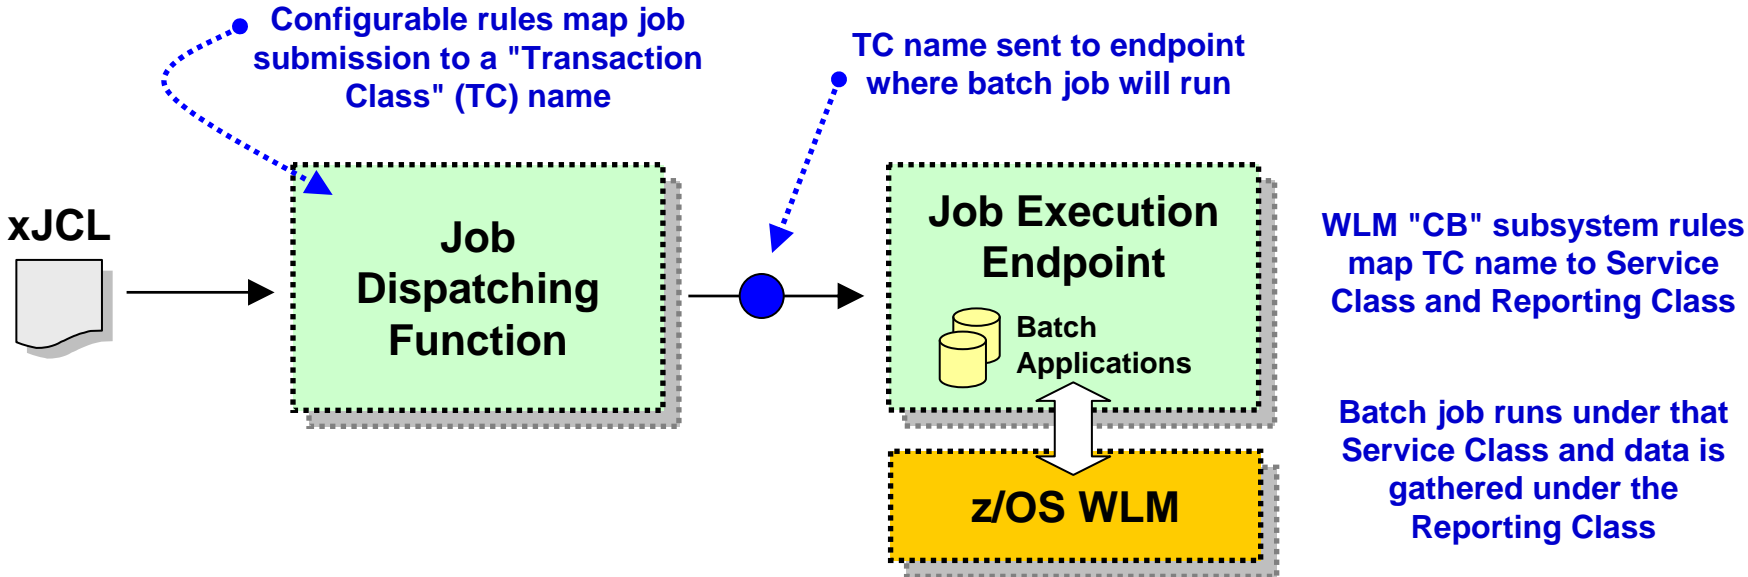 Configurable rules map job
submission to a "Transaction
Class" (TC) name
TC name sent to endpoint
where batch job will run
xJCL
Job
Dispatching
Function
Job Execution
Endpoint
Batch
Applications
z/OS WLM
WLM "CB" subsystem rules
map TC name to Service
Class and Reporting Class
Batch job runs under that
Service Class and data is
gathered under the
Reporting Class